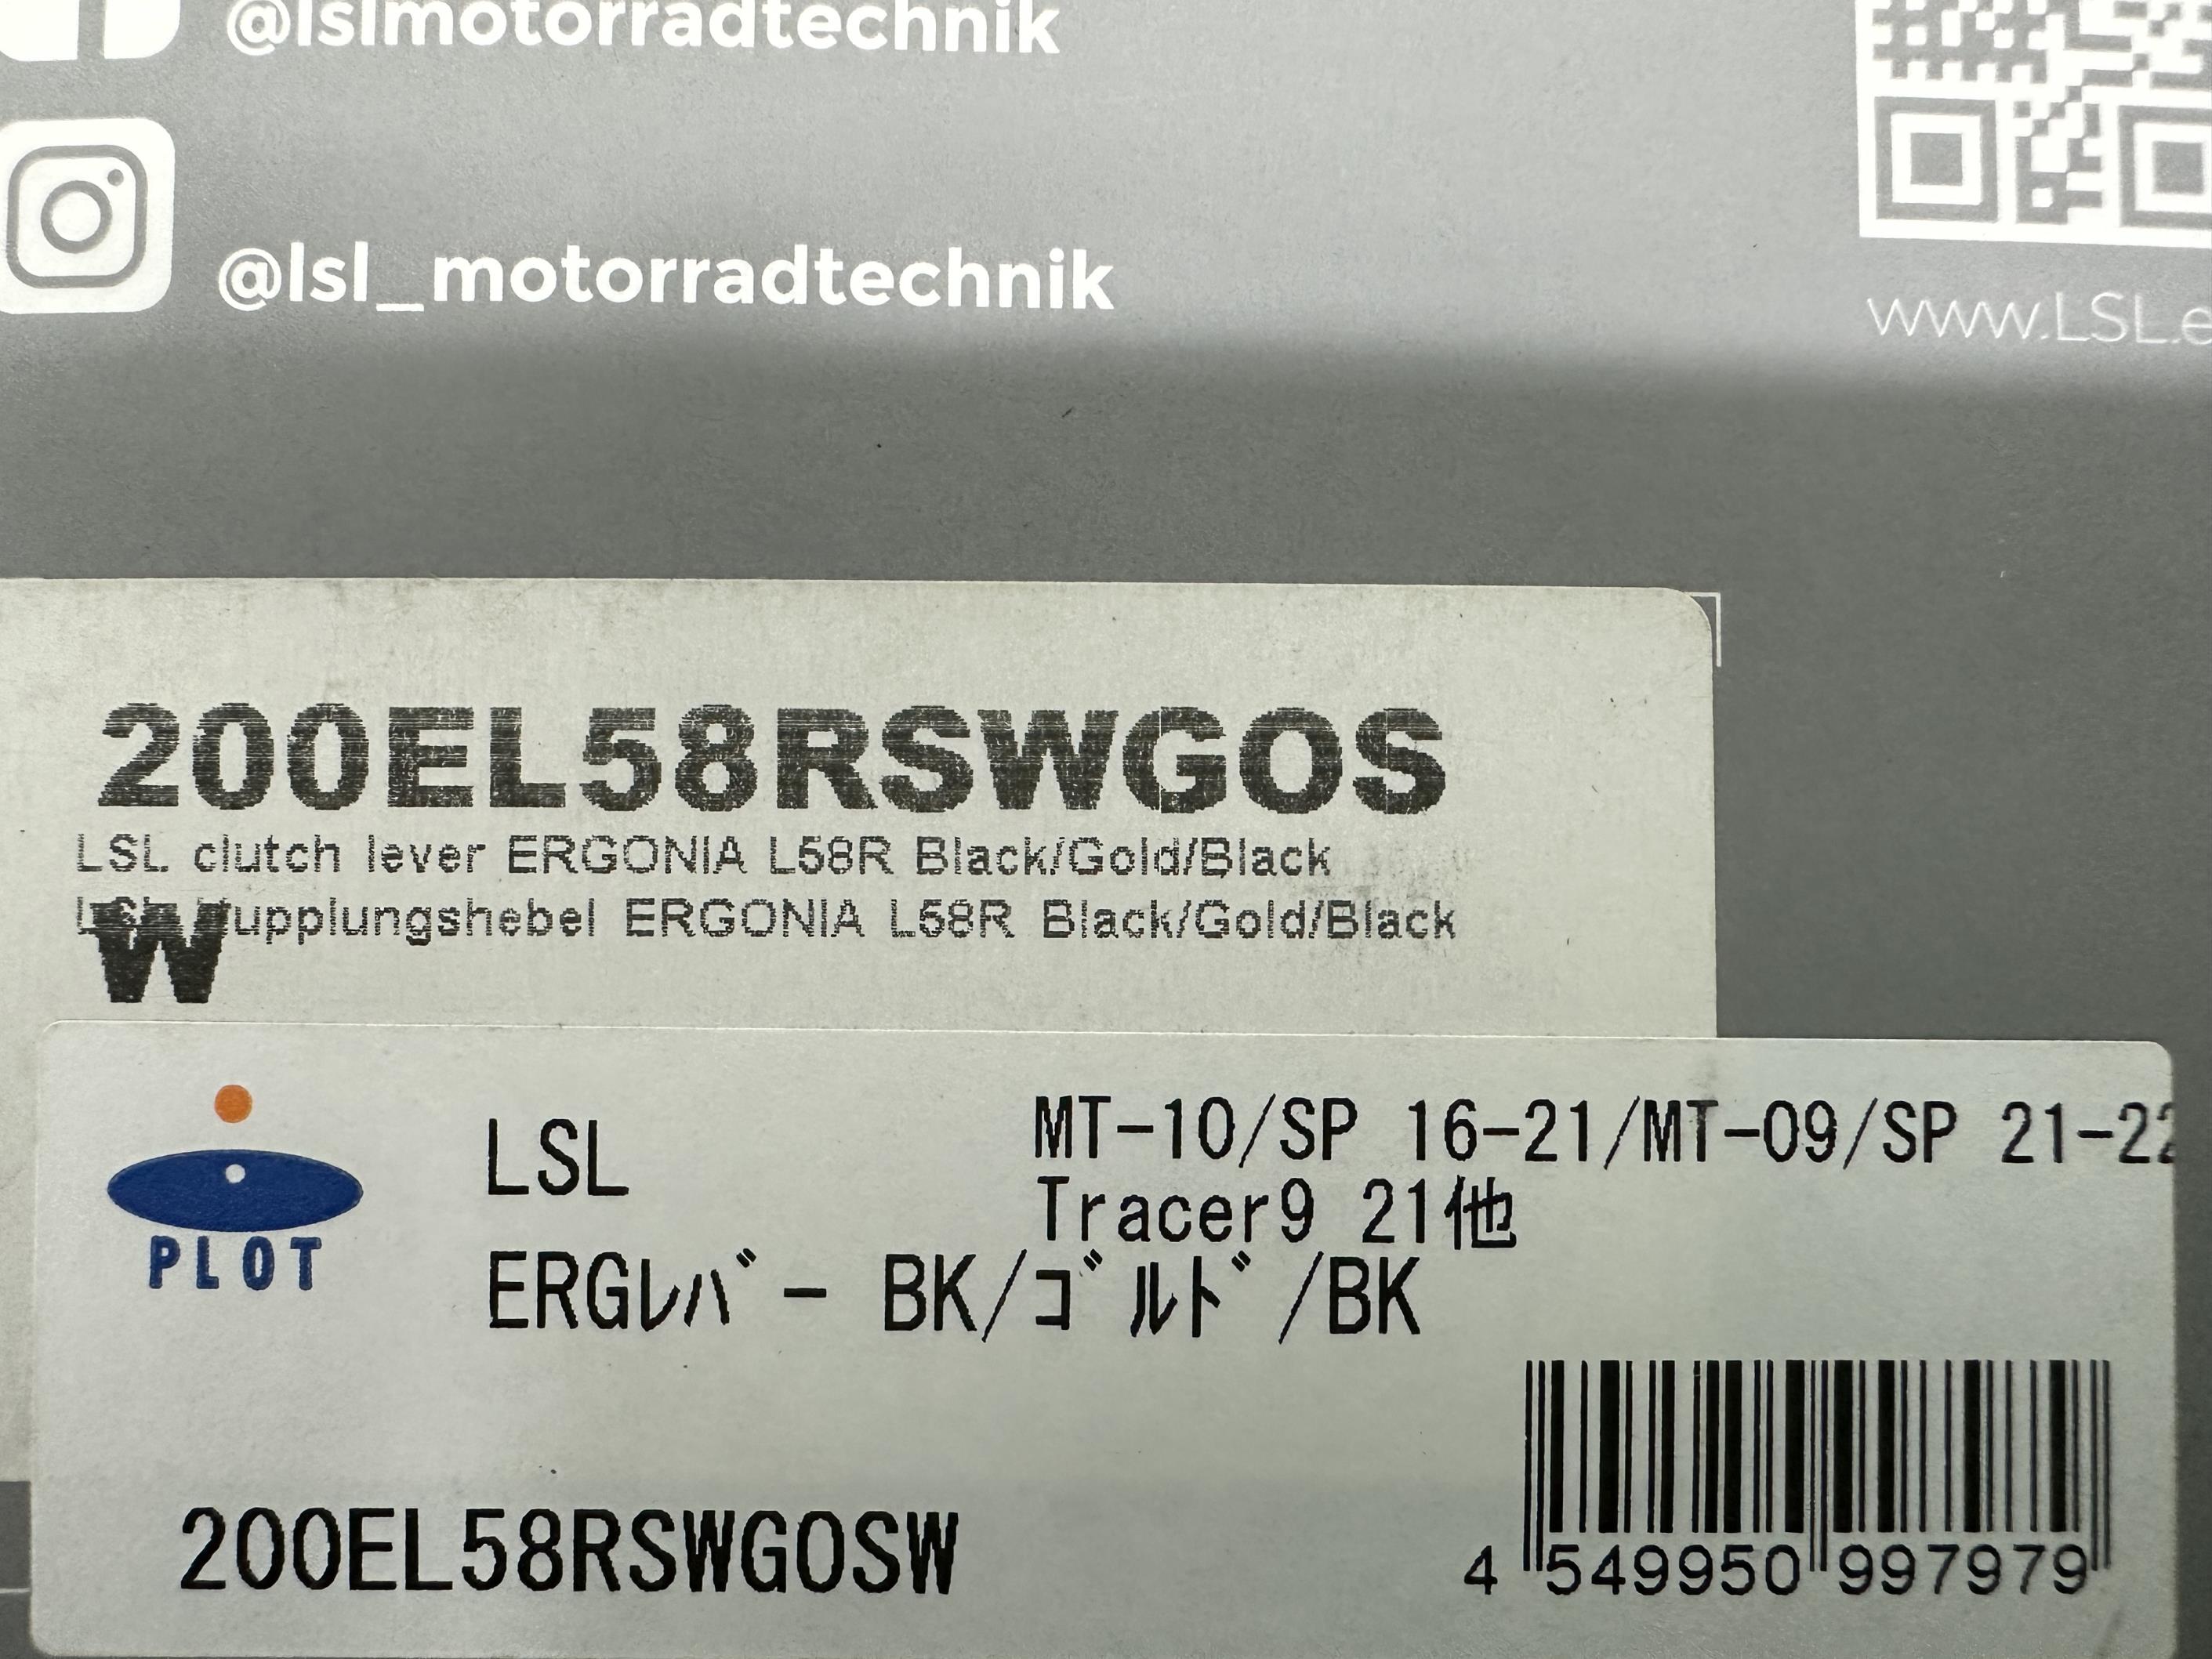 @lslmotorradtechnik
@lsl_motorradtechnik
www.LSL.e
200EL58RSWGOS
LSL clutch lever ERGONIA L58R Black/Gold/Black
LSL Kupplungshebel ERGONIA L58R Black/Gold/Black
W
PLOT
LSL
MT-10/SP 16-21/MT-09/SP 21-22
Tracer9 21他
ERGﾚﾊﾞｰ BK/ｺﾞﾙﾄﾞ/BK
200EL58RSWGOSW
4 549950 997979